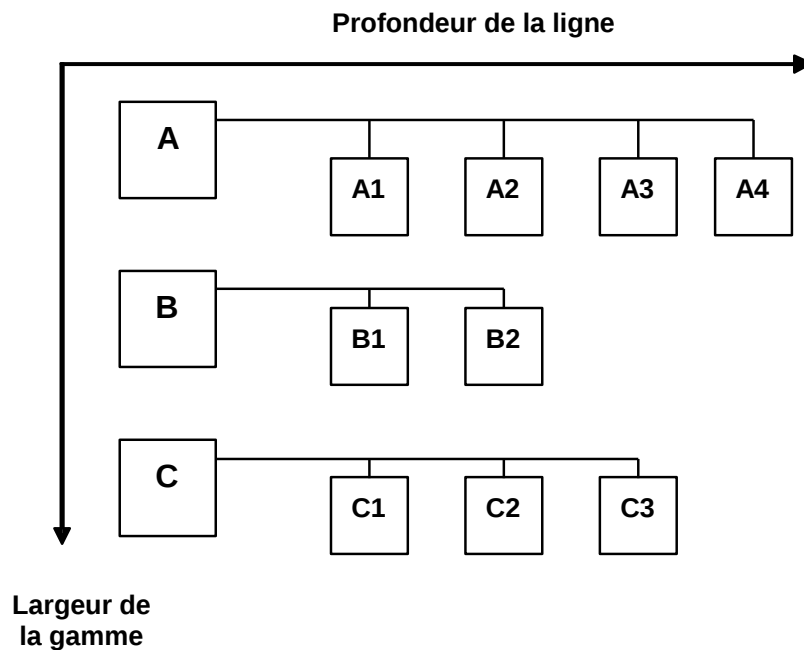 Profondeur de la ligne
A
A1 A2 A3 A4
B
B1 B2
C
C1 C2 C3
Largeur de
la gamme